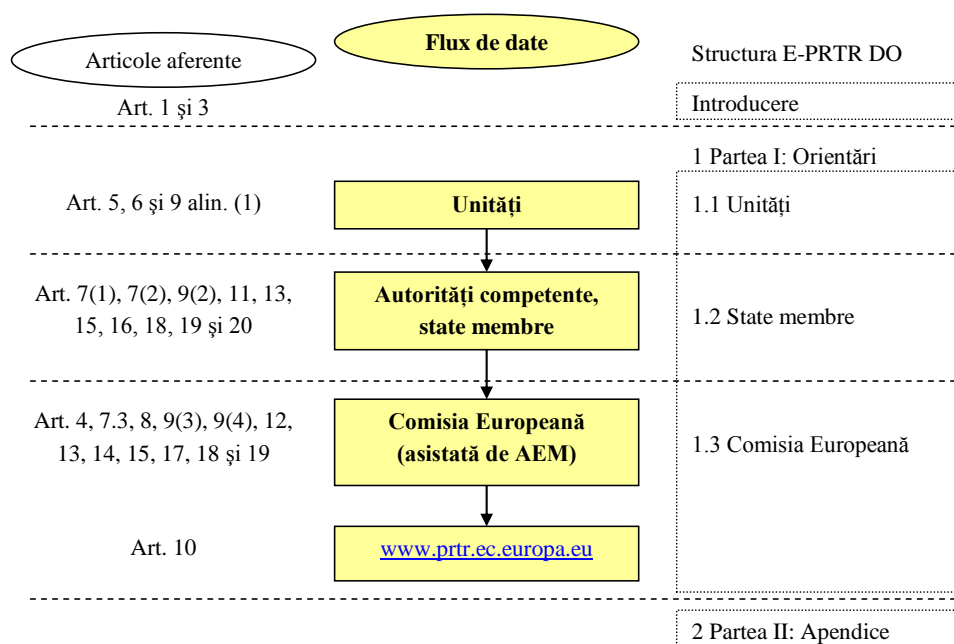 Articole aferente
Flux de date
Structura E-PRTR DO
Art. 1 şi 3
Introducere
1 Partea I: Orientări
Art. 5, 6 şi 9 alin. (1)
Unități
1.1 Unități
Art. 7(1), 7(2), 9(2), 11, 13,
15, 16, 18, 19 şi 20
Autorități competente,
state membre
1.2 State membre
Art. 4, 7.3, 8, 9(3), 9(4), 12,
13, 14, 15, 17, 18 şi 19
Comisia Europeană
(asistată de AEM)
1.3 Comisia Europeană
Art. 10
www.prtr.ec.europa.eu
2 Partea II: Apendice